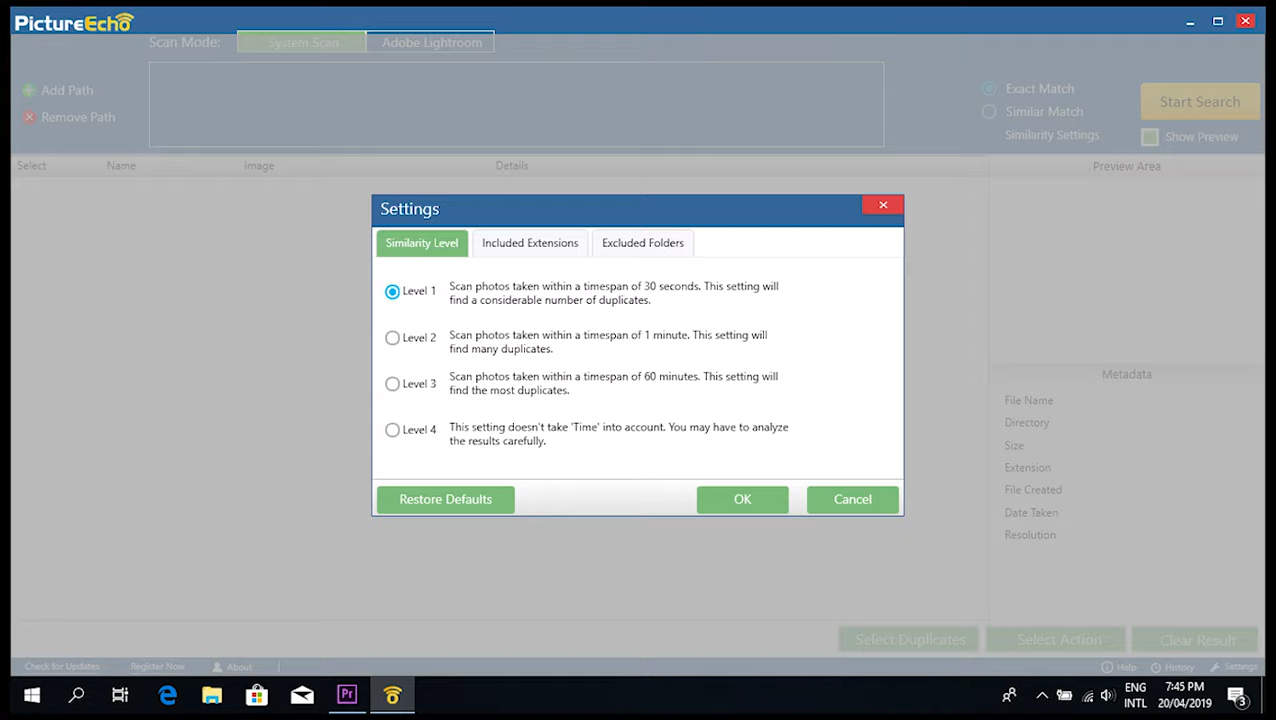 PictureEcho
Scan Mode: System Scan Adobe Lightroom
Add Path
Remove Path
Exact Match
Similar Match
Similarity Settings
Start Search
Show Preview
Select Name Image Details Preview Area
Settings
Similarity Level Included Extensions Excluded Folders
Level 1 Scan photos taken within a timespan of 30 seconds. This setting will
find a considerable number of duplicates.
Level 2 Scan photos taken within a timespan of 1 minute. This setting will
find many duplicates.
Level 3 Scan photos taken within a timespan of 60 minutes. This setting will
find the most duplicates.
Level 4 This setting doesn't take 'Time' into account. You may have to analyze
the results carefully.
Restore Defaults OK Cancel
Metadata
File Name
Directory
Size
Extension
File Created
Date Taken
Resolution
Select Duplicates Select Action Clear Result
Check for Updates Register Now About Help History Settings
Pr
ENG
INTL
7:45 PM
20/04/2019
3